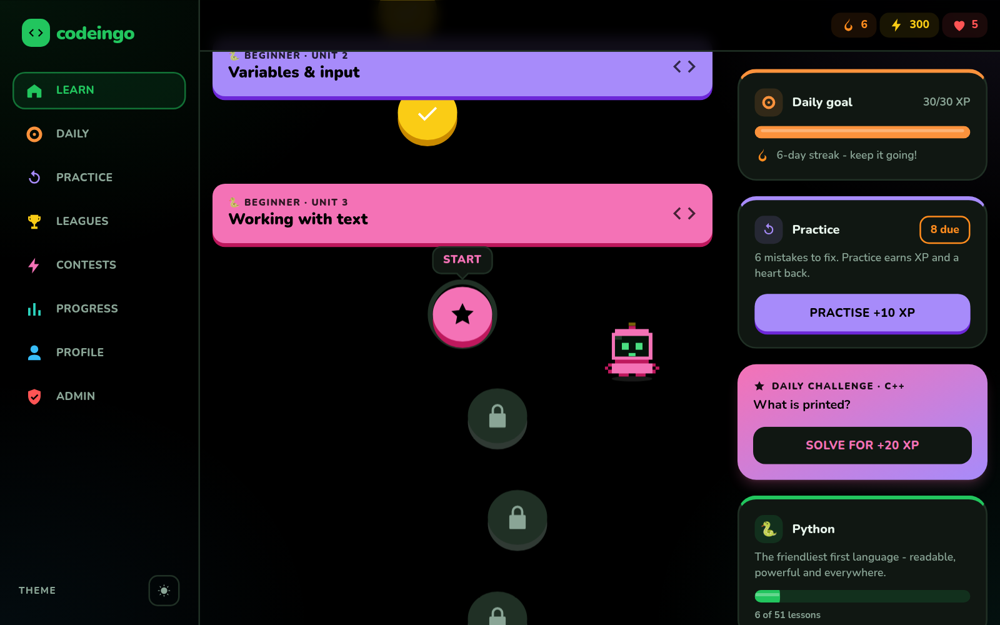 codeingo
LEARN
DAILY
PRACTICE
LEAGUES
CONTESTS
PROGRESS
PROFILE
ADMIN
THEME
6
300
5
BEGINNER · UNIT 2
Variables & input
BEGINNER · UNIT 3
Working with text
START
Daily goal
30/30 XP
6-day streak - keep it going!
Practice
8 due
6 mistakes to fix. Practice earns XP and a
heart back.
PRACTISE +10 XP
DAILY CHALLENGE · C++
What is printed?
SOLVE FOR +20 XP
Python
The friendliest first language - readable,
powerful and everywhere.
6 of 51 lessons